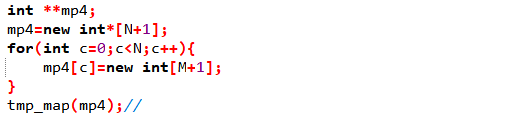 int **mp4;
mp4=new int*[N+1];
for(int c=0;c<N;c++){
    mp4[c]=new int[M+1];
}
tmp_map(mp4);//